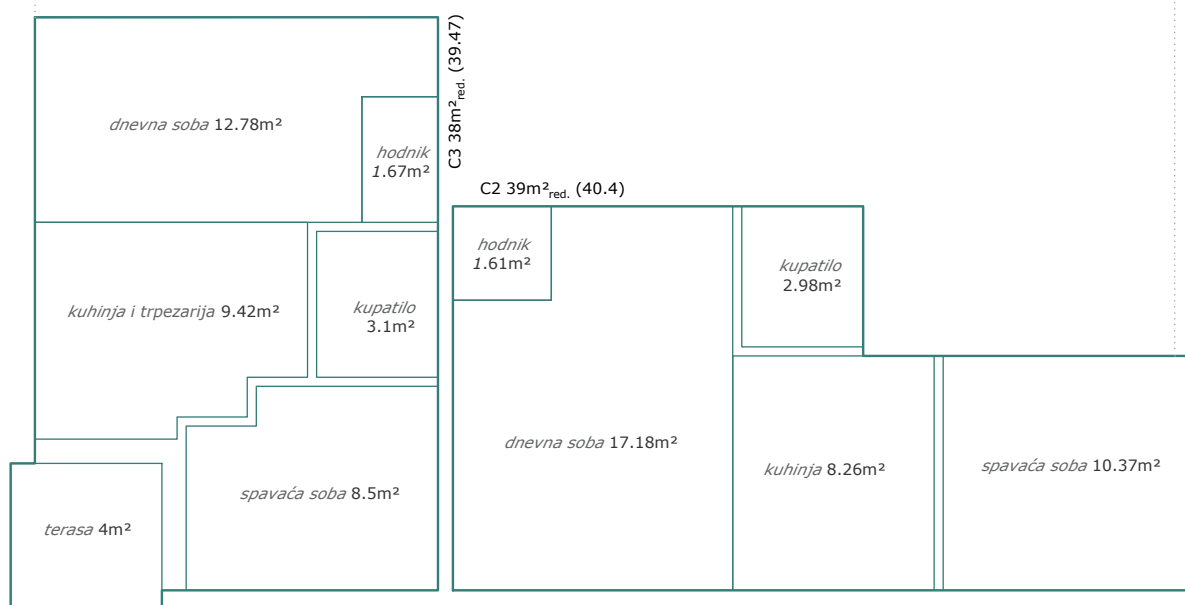 dnevna soba 12.78m²
hodnik
1.67m²
C3 38m²red. (39.47)
kuhinja i trpezarija 9.42m²
kupatilo
3.1m²
spavaća soba 8.5m²
terasa 4m²
C2 39m²red. (40.4)
hodnik
1.61m²
kupatilo
2.98m²
dnevna soba 17.18m²
kuhinja 8.26m²
spavaća soba 10.37m²